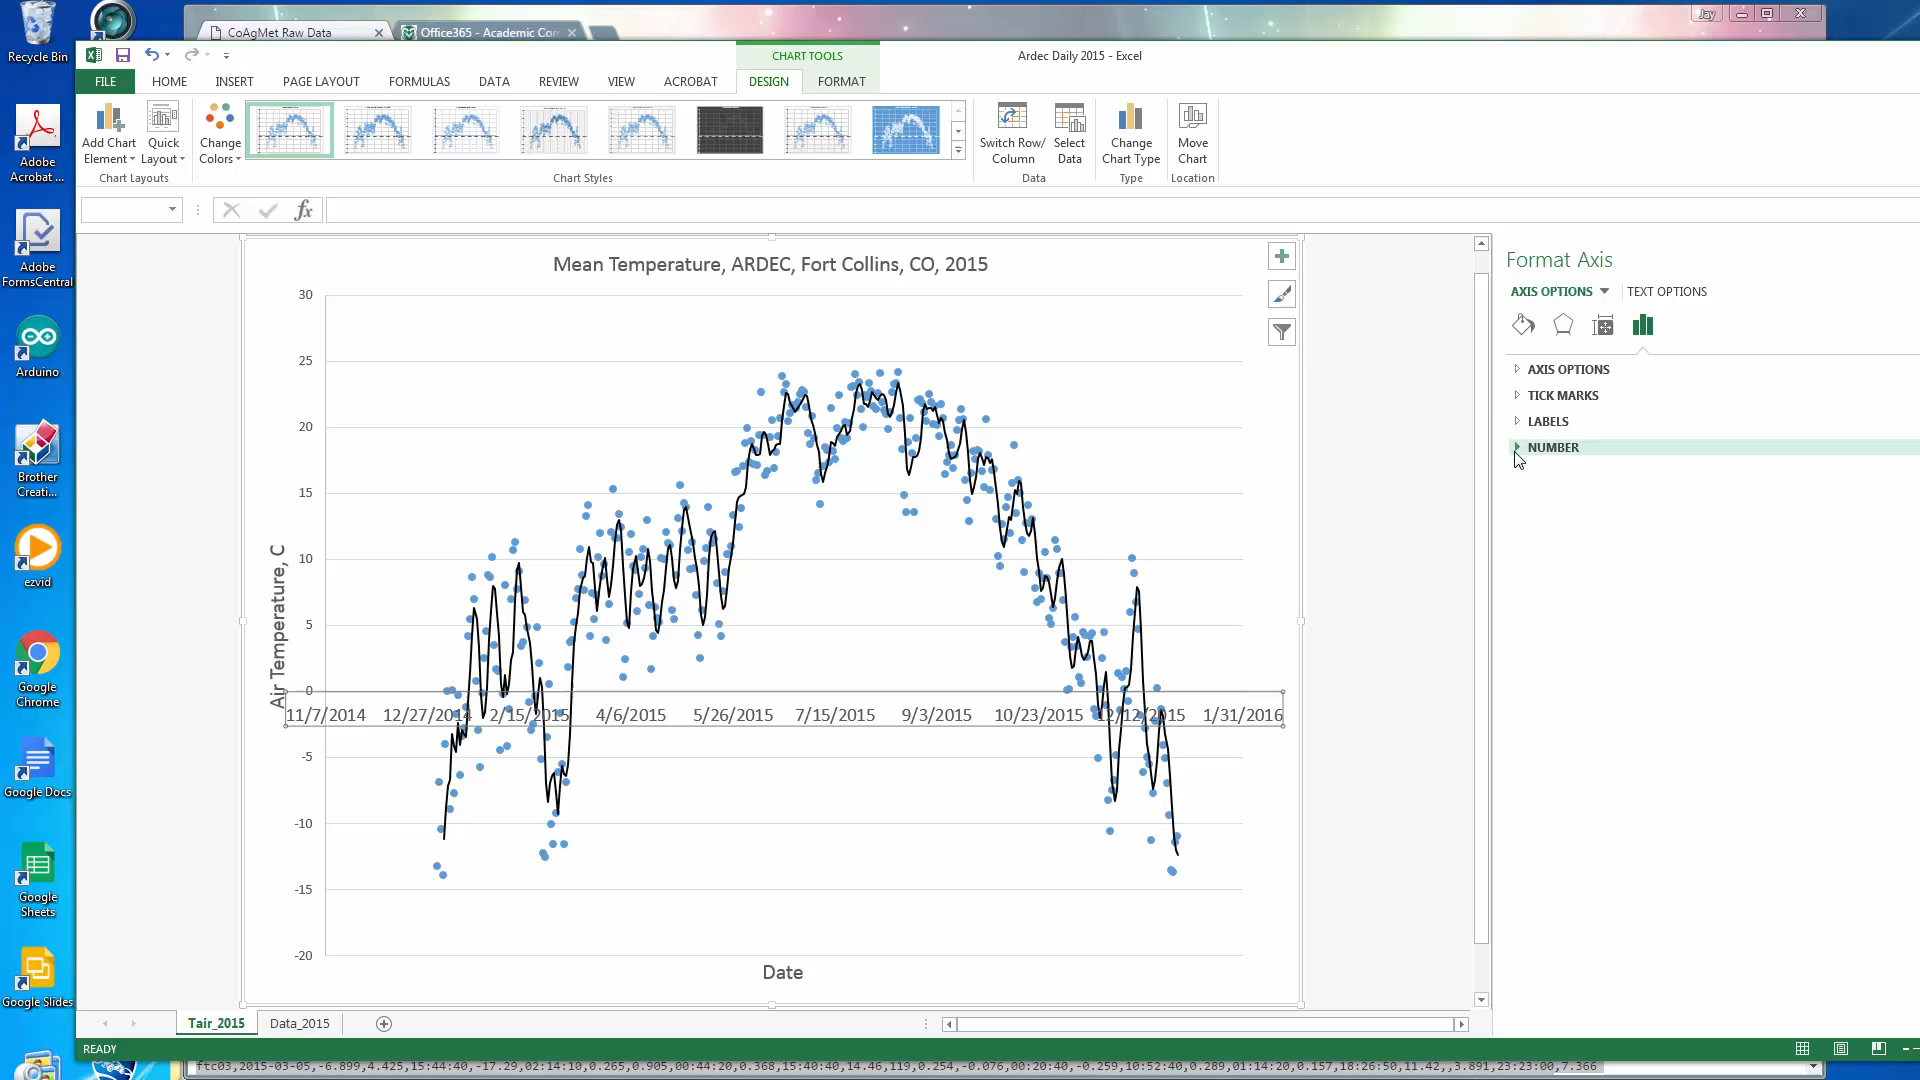 CoAgMet Raw Data
Office365 - Academic Com
Jay
Recycle Bin
CHART TOOLS
Ardec Daily 2015 - Excel
FILE
HOME
INSERT
PAGE LAYOUT
FORMULAS
DATA
REVIEW
VIEW
ACROBAT
DESIGN
FORMAT
Add Chart
Element
Quick
Layout
Change
Colors
Switch Row/
Column
Select
Data
Change
Chart Type
Move
Chart
Chart Layouts
Chart Styles
Data
Type
Location
fx
Adobe
Acrobat ...
Adobe
FormsCentral
Arduino
Brother
Creati...
ezvid
Google
Chrome
Google Docs
Google
Sheets
Google Slides
Mean Temperature, ARDEC, Fort Collins, CO, 2015
30
25
20
15
10
5
0
-5
-10
-15
-20
Air Temperature, C
11/7/2014
12/27/2014
2/15/2015
4/6/2015
5/26/2015
7/15/2015
9/3/2015
10/23/2015
12/12/2015
1/31/2016
Date
Format Axis
AXIS OPTIONS
TEXT OPTIONS
AXIS OPTIONS
TICK MARKS
LABELS
NUMBER
Tair_2015
Data_2015
READY
ftc03,2015-03-05,-6.899,4.425,15:44:40,-17.29,02:14:10,0.265,0.905,00:44:20,0.368,15:40:40,14.46,119,0.254,-0.076,00:20:40,-0.259,10:52:40,0.289,01:14:20,0.157,18:26:50,11.42,,3.891,23:23:00,7.366